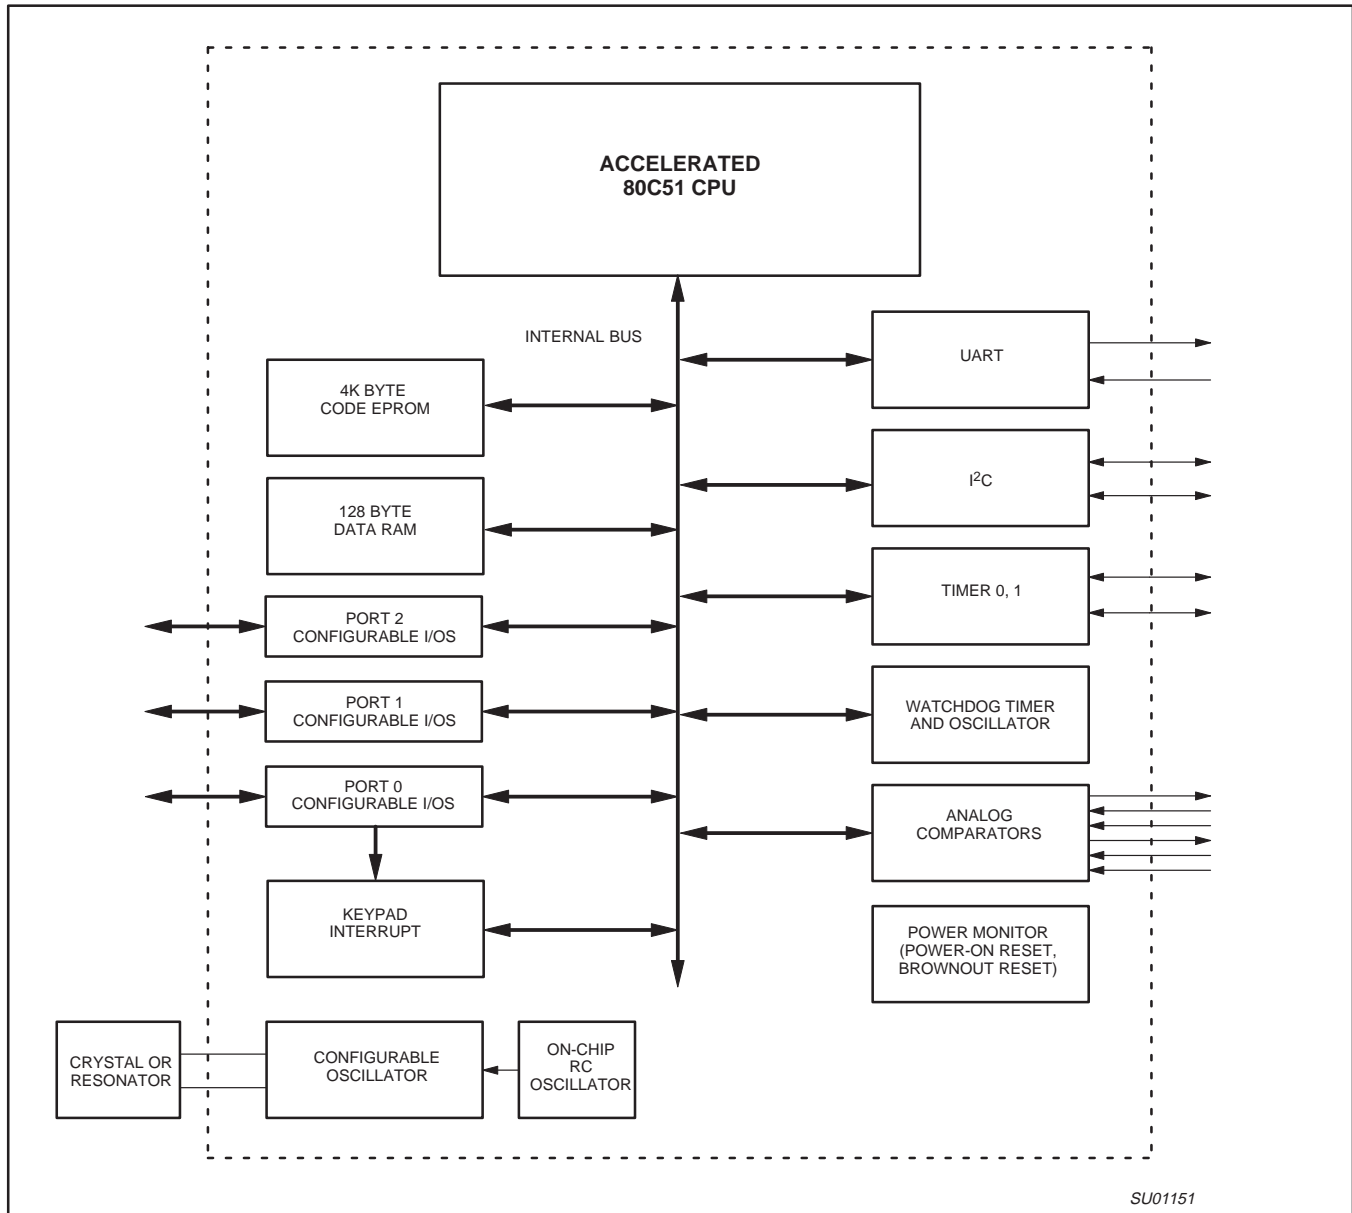 ACCELERATED
80C51 CPU
INTERNAL BUS
UART
4K BYTE
CODE EPROM
I²C
128 BYTE
DATA RAM
TIMER 0, 1
PORT 2
CONFIGURABLE I/OS
PORT 1
CONFIGURABLE I/OS
WATCHDOG TIMER
AND OSCILLATOR
PORT 0
CONFIGURABLE I/OS
ANALOG
COMPARATORS
KEYPAD
INTERRUPT
POWER MONITOR
(POWER-ON RESET,
BROWNOUT RESET)
CRYSTAL OR
RESONATOR
CONFIGURABLE
OSCILLATOR
ON-CHIP
RC
OSCILLATOR
SU01151